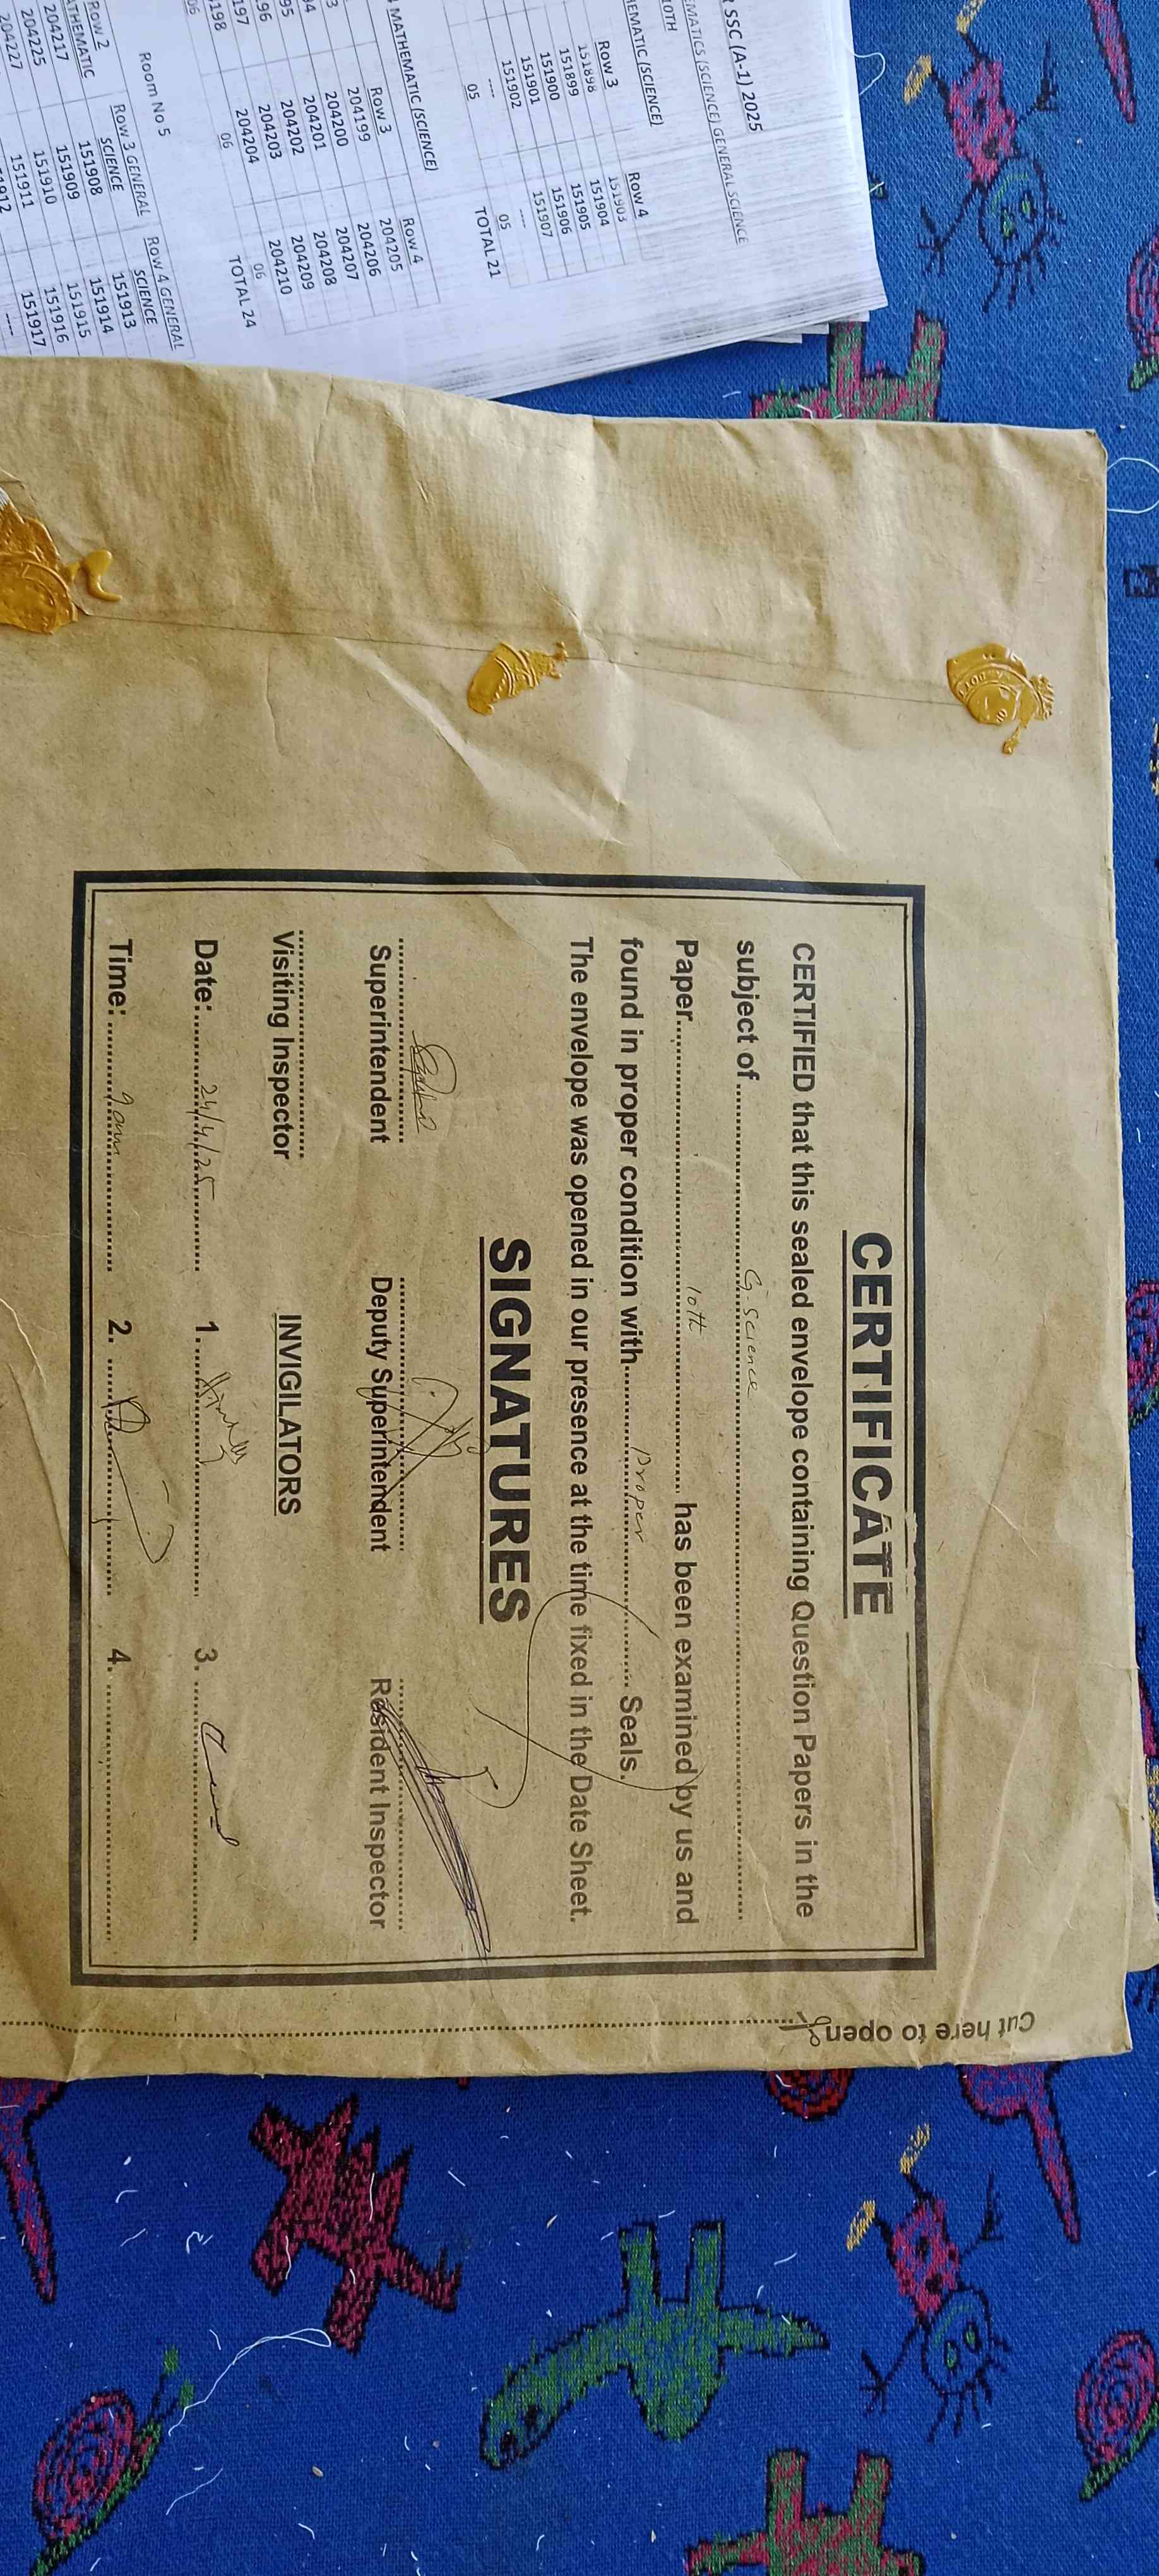 SSC (A-1) 2025
EMATICS (SCIENCE) GENERAL SCIENCE
10TH
EMATIC (SCIENCE)
Row 3 Row 4
151898 151903
151899 151904
151900 151905
151901 151906
151902 151907
---- ----
05 05
TOTAL 21
MATHEMATIC (SCIENCE)
Row 3 Row 4
204199 204205
204200 204206
204201 204207
204202 204208
204203 204209
204204 204210
06 06
TOTAL 24
Room No 5
Row 2 Row 3 GENERAL Row 4 GENERAL
THEMATIC SCIENCE SCIENCE
204217 151908 151913
204225 151909 151914
204227 151910 151915
151911 151916
151917
----
CERTIFICATE
CERTIFIED that this sealed envelope containing Question Papers in the
subject of G-Science
Paper 10th has been examined by us and
found in proper condition with proper Seals.
The envelope was opened in our presence at the time fixed in the Date Sheet.
SIGNATURES
Superintendent Deputy Superintendent Resident Inspector
Visiting Inspector INVIGILATORS
Date: 24/4/25 1. 3.
Time: 9am 2. 4.
Cut here to open